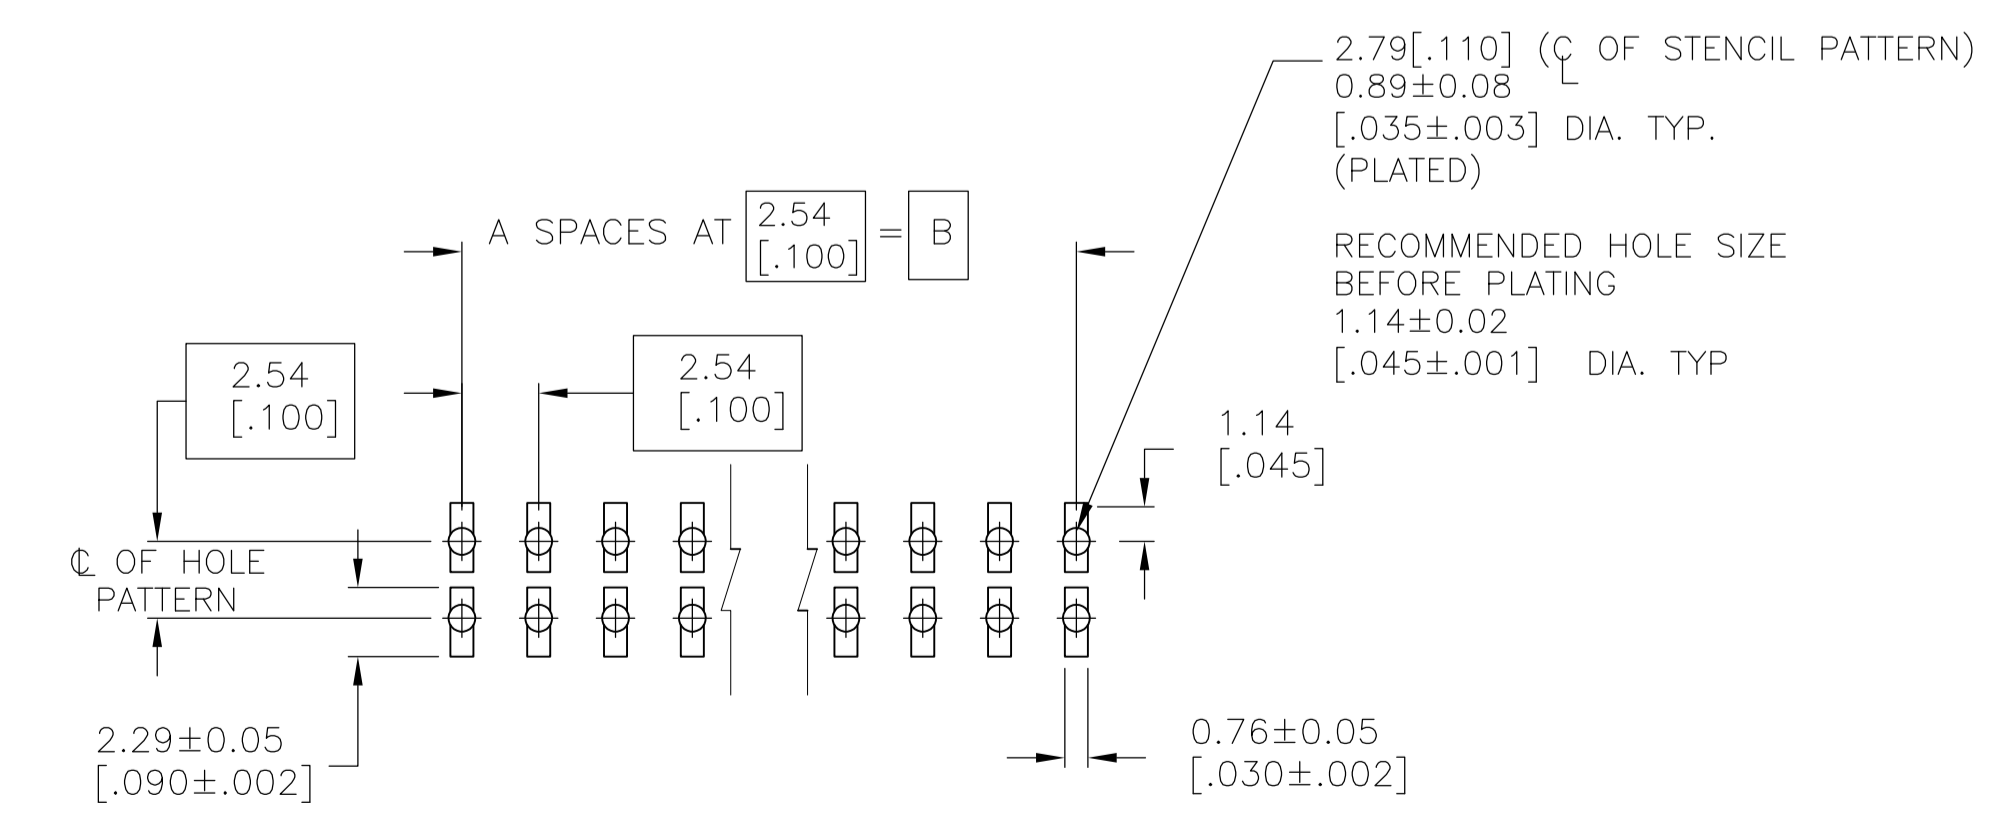 2.79[.110] (℄ OF STENCIL PATTERN)
0.89±0.08
[.035±.003] DIA. TYP.
(PLATED)
A SPACES AT 2.54 [.100] = B
RECOMMENDED HOLE SIZE
BEFORE PLATING
1.14±0.02
[.045±.001] DIA. TYP
2.54
[.100]
2.54
[.100]
1.14
[.045]
℄ OF HOLE
PATTERN
2.29±0.05
[.090±.002]
0.76±0.05
[.030±.002]